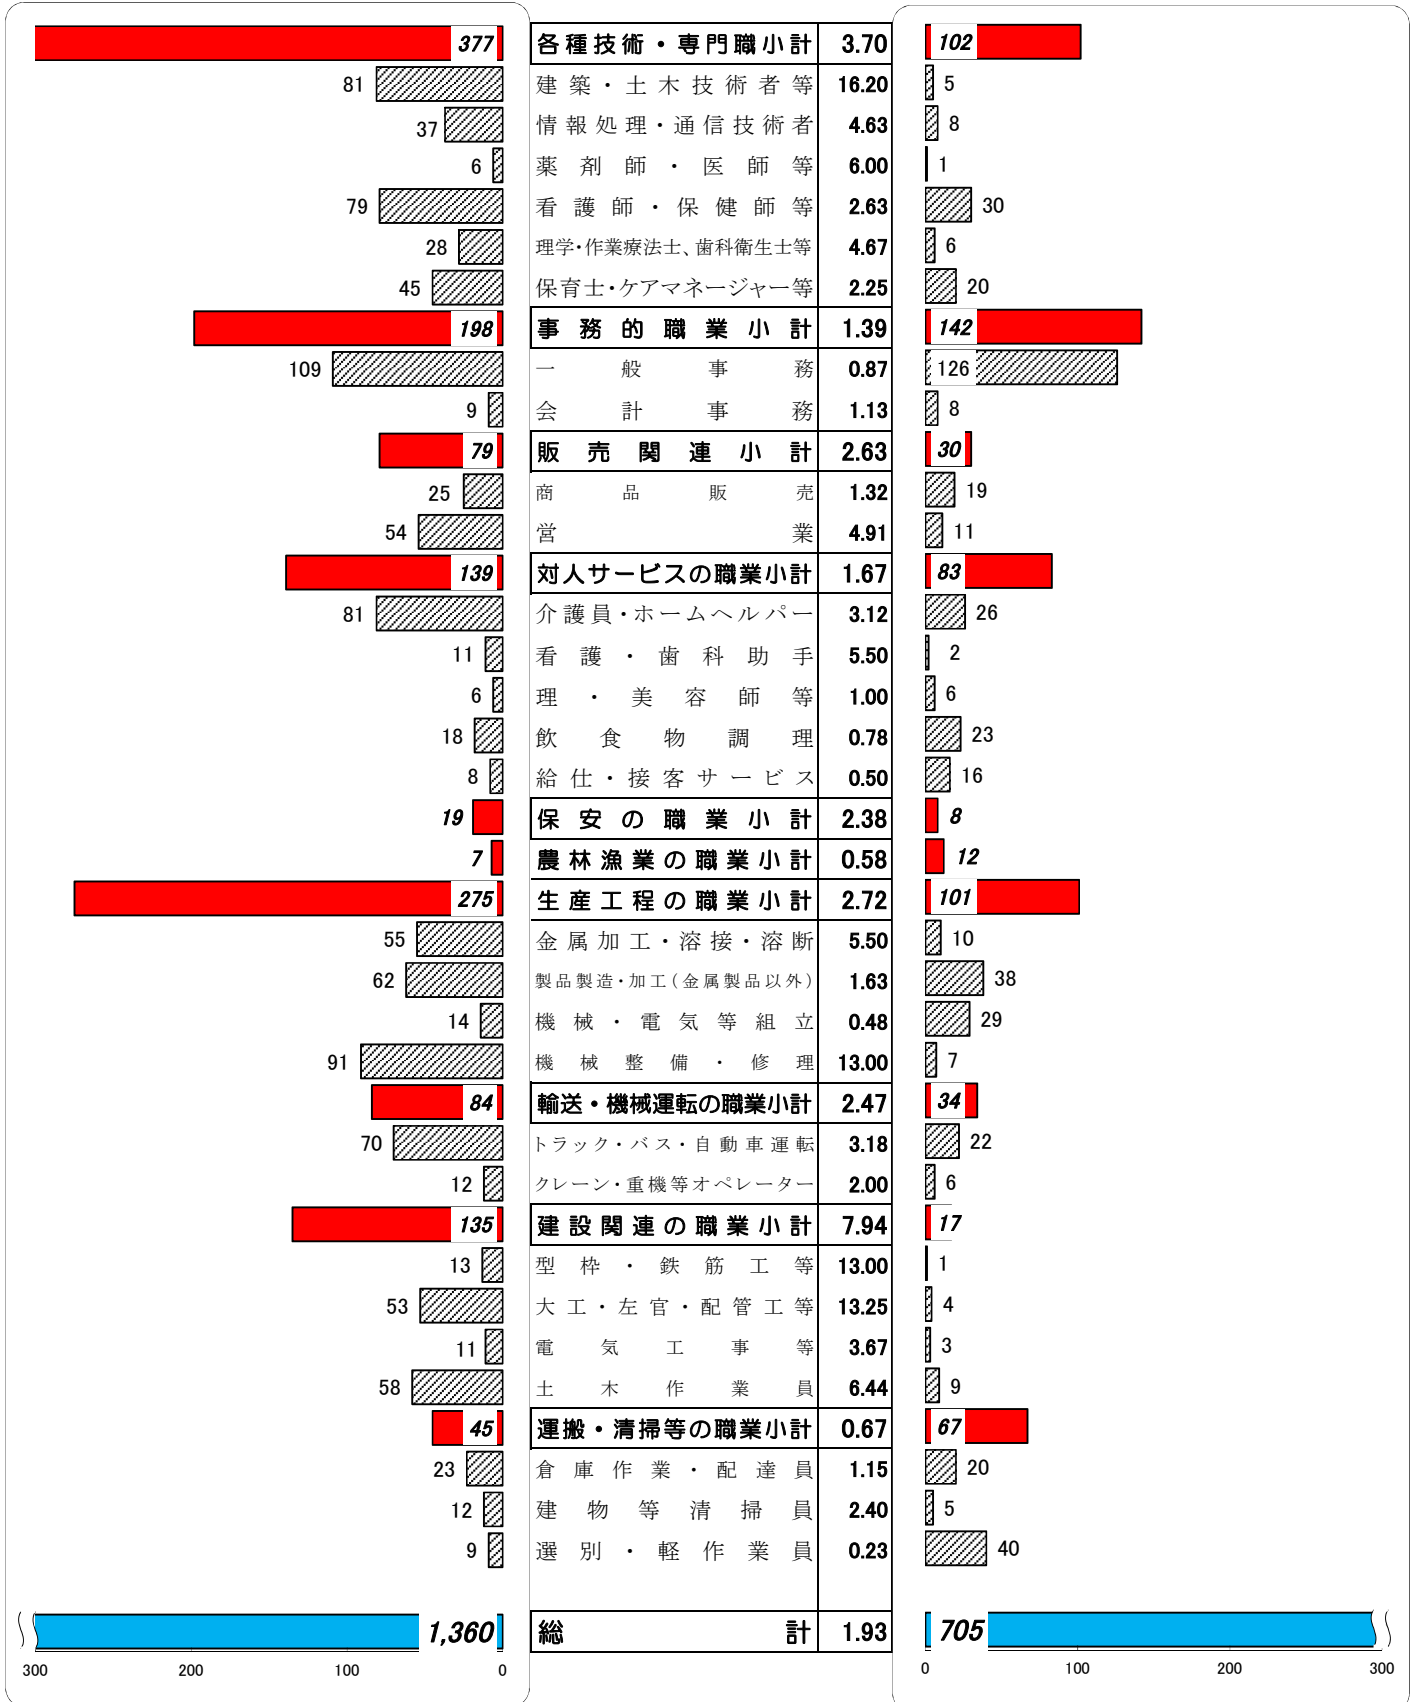 377 各種技術・専門職小計 3.70 102
81 建築・土木技術者等 16.20 5
37 情報処理・通信技術者 4.63 8
6 薬剤師・医師等 6.00 1
79 看護師・保健師等 2.63 30
28 理学・作業療法士、歯科衛生士等 4.67 6
45 保育士・ケアマネージャー等 2.25 20
198 事務的職業小計 1.39 142
109 一般事務 0.87 126
9 会計事務 1.13 8
79 販売関連小計 2.63 30
25 商品販売 1.32 19
54 営業 4.91 11
139 対人サービスの職業小計 1.67 83
81 介護員・ホームヘルパー 3.12 26
11 看護・歯科助手 5.50 2
6 理・美容師等 1.00 6
18 飲食物調理 0.78 23
8 給仕・接客サービス 0.50 16
19 保安の職業小計 2.38 8
7 農林漁業の職業小計 0.58 12
275 生産工程の職業小計 2.72 101
55 金属加工・溶接・溶断 5.50 10
62 製品製造・加工(金属製品以外) 1.63 38
14 機械・電気等組立 0.48 29
91 機械整備・修理 13.00 7
84 輸送・機械運転の職業小計 2.47 34
70 トラック・バス・自動車運転 3.18 22
12 クレーン・重機等オペレーター 2.00 6
135 建設関連の職業小計 7.94 17
13 型枠・鉄筋工等 13.00 1
53 大工・左官・配管工等 13.25 4
11 電気工事等 3.67 3
58 土木作業員 6.44 9
45 運搬・清掃等の職業小計 0.67 67
23 倉庫作業・配達員 1.15 20
12 建物等清掃員 2.40 5
9 選別・軽作業員 0.23 40
1,360 総計 1.93 705
300 200 100 0 0 100 200 300